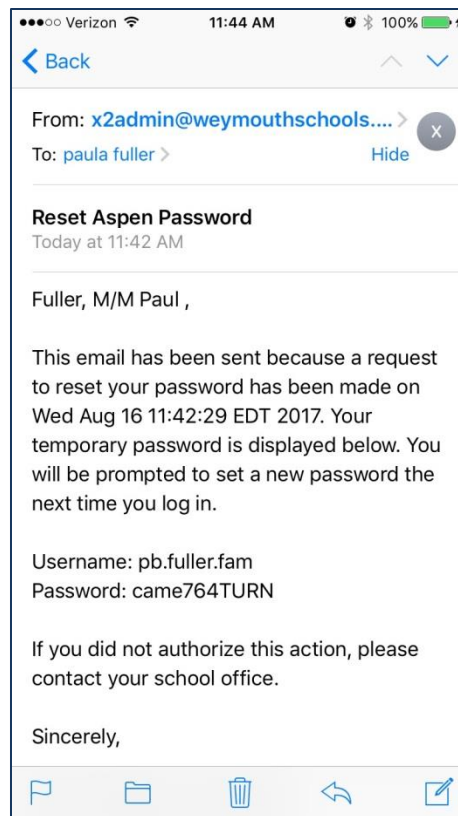 Verizon 11:44 AM 100%
Back
From: x2admin@weymouthschools....
X
To: paula fuller Hide
Reset Aspen Password
Today at 11:42 AM
Fuller, M/M Paul ,
This email has been sent because a request
to reset your password has been made on
Wed Aug 16 11:42:29 EDT 2017. Your
temporary password is displayed below. You
will be prompted to set a new password the
next time you log in.
Username: pb.fuller.fam
Password: came764TURN
If you did not authorize this action, please
contact your school office.
Sincerely,